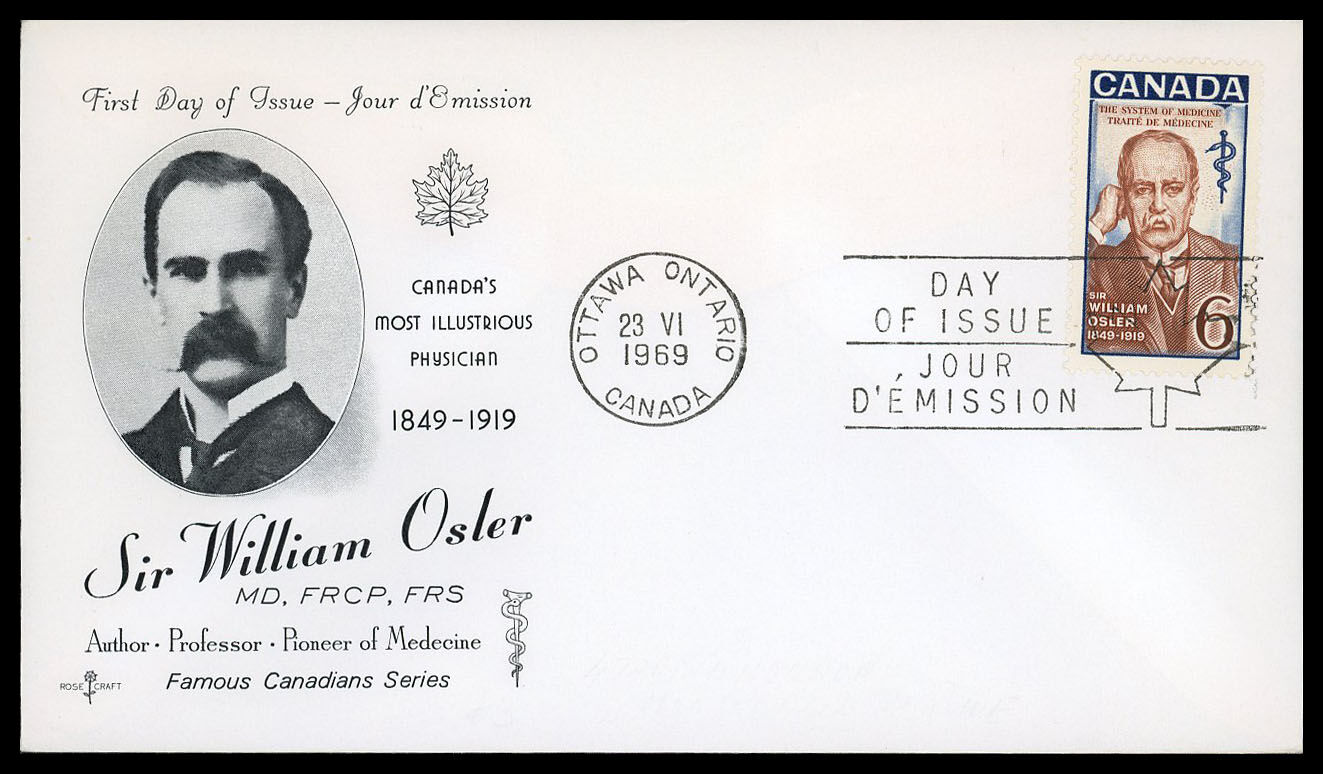 First Day of Issue – Jour d'Emission
CANADA'S
MOST ILLUSTRIOUS
PHYSICIAN
1849-1919
Sir William Osler
MD, FRCP, FRS
Author · Professor · Pioneer of Medecine
Famous Canadians Series
ROSE CRAFT
OTTAWA ONTARIO
23 VI
1969
CANADA
DAY
OF ISSUE
JOUR
D'ÉMISSION
CANADA
THE SYSTEM OF MEDICINE
TRAITÉ DE MÉDECINE
SIR
WILLIAM
OSLER
1849-1919
6